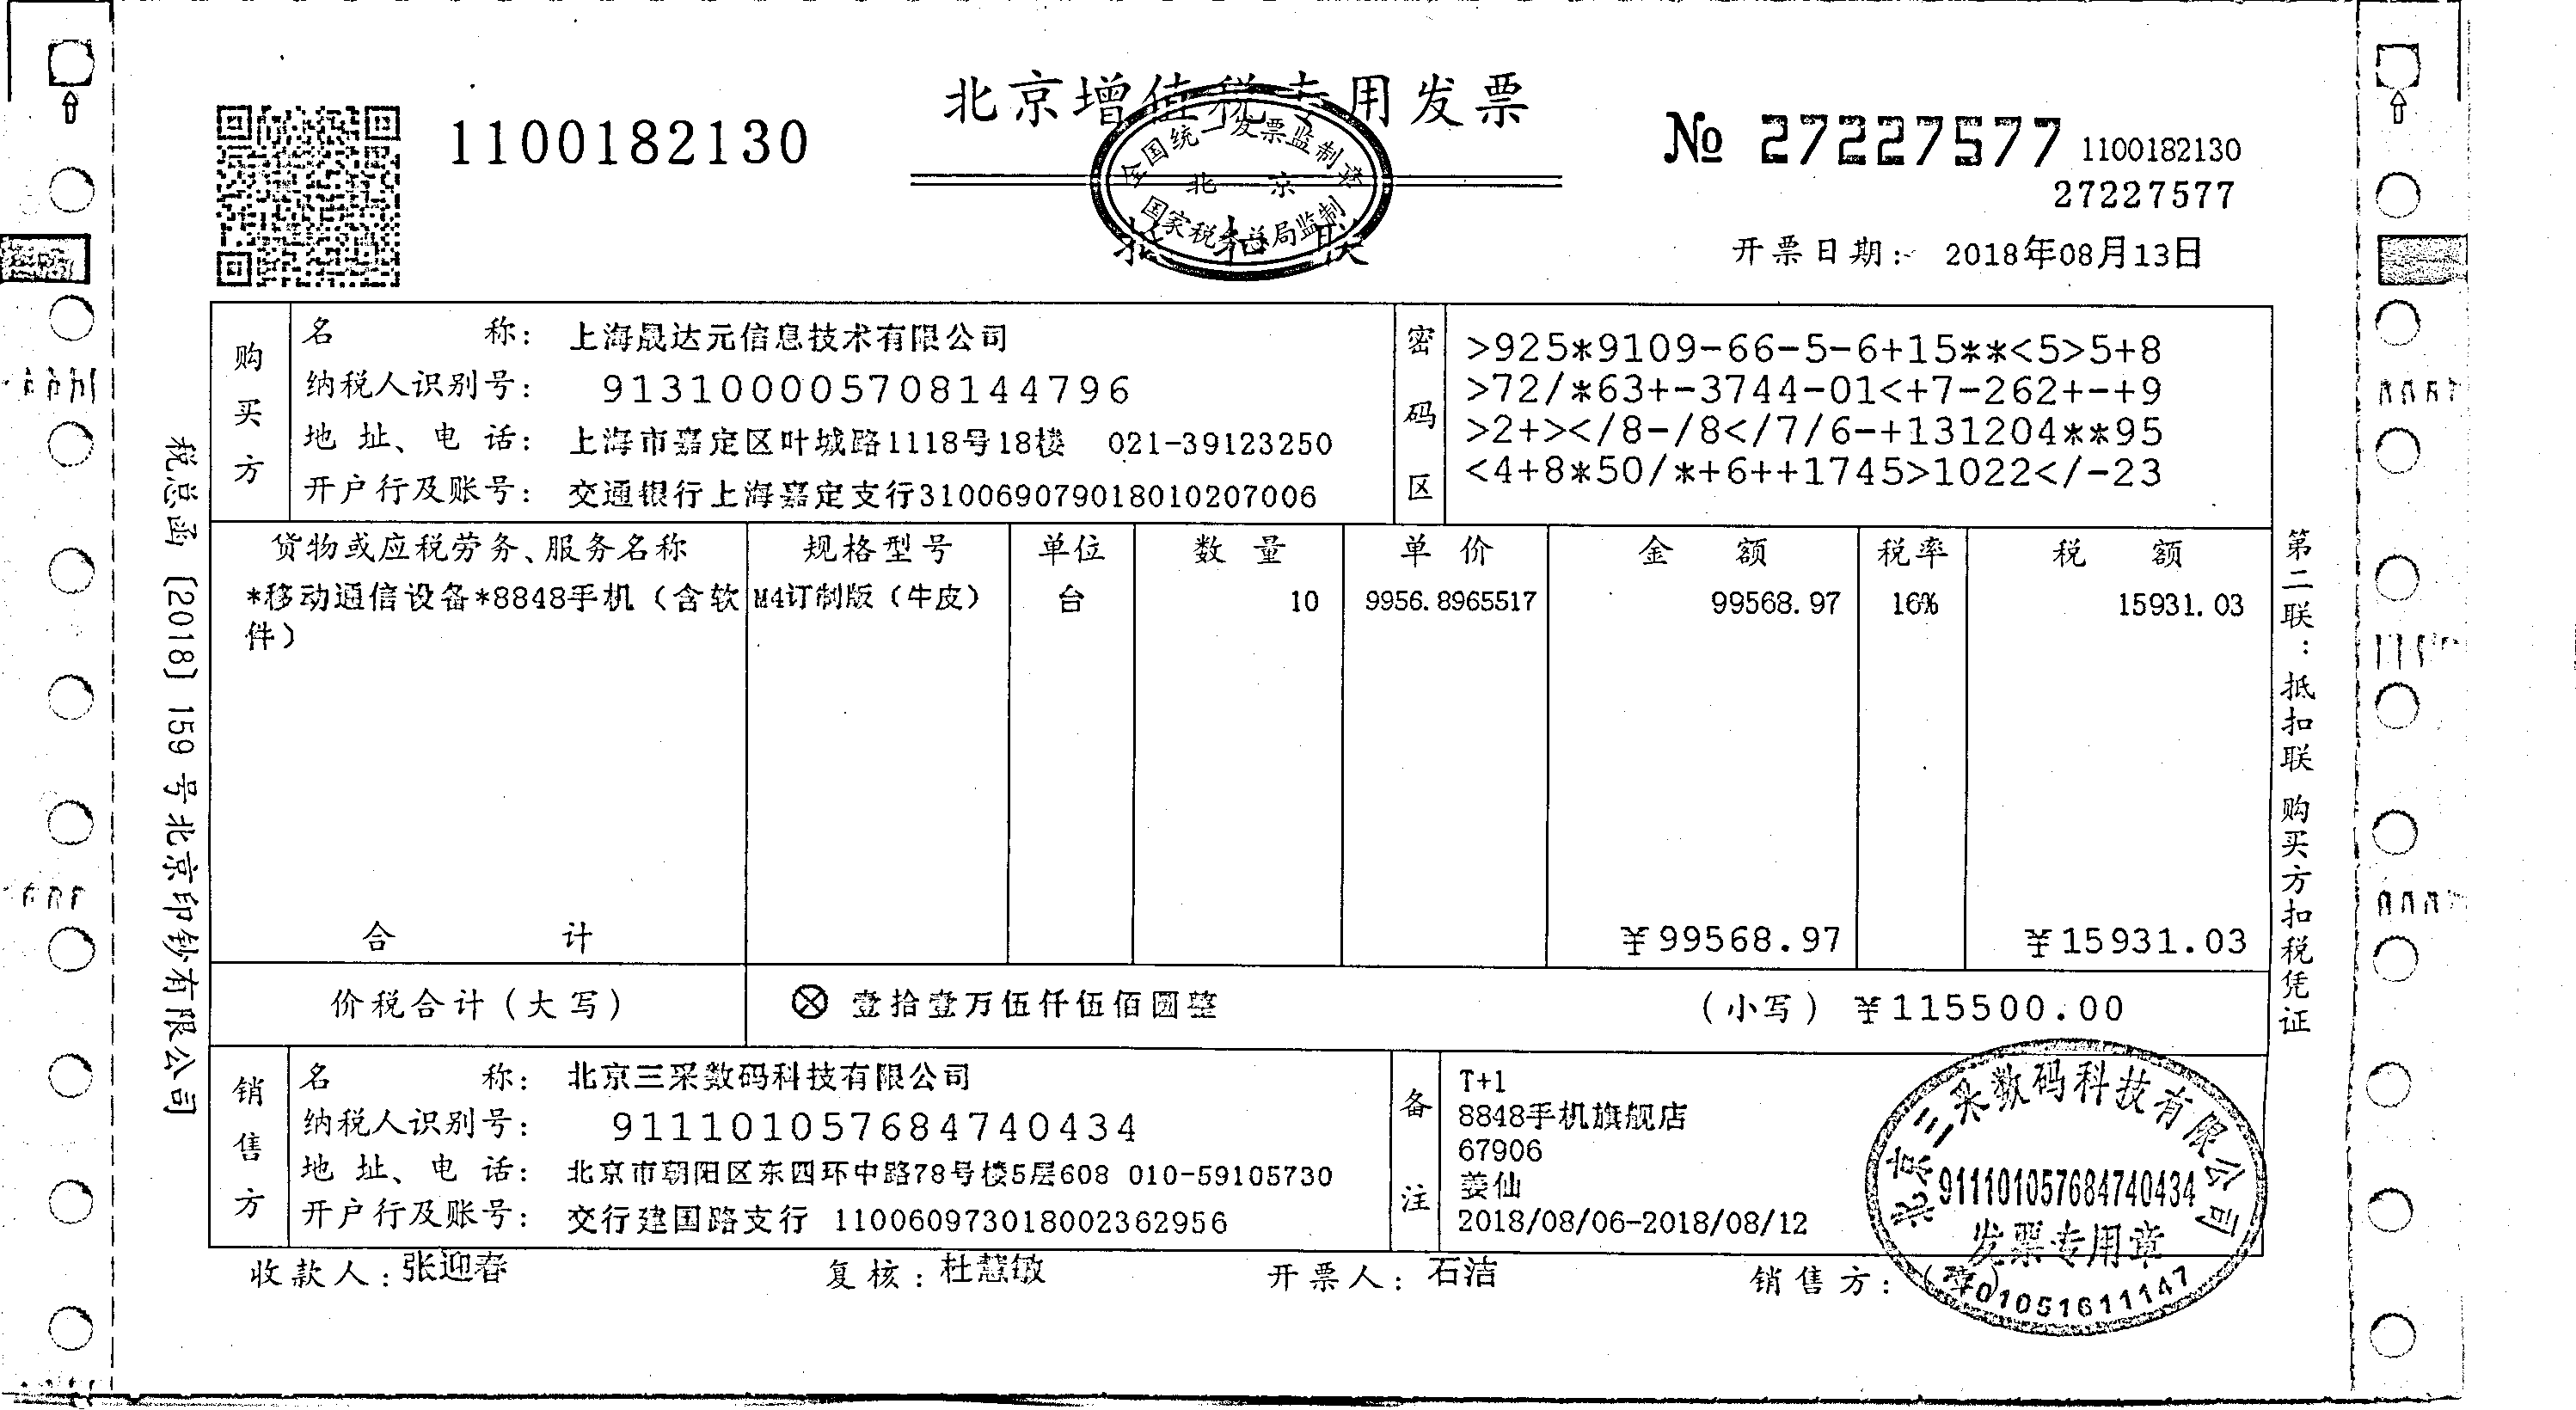 北京增值税专用发票
1100182130
№ 27227577
1100182130
27227577
全国统一发票监制章
北京
国家税务总局监制
抵扣联
开票日期： 2018年08月13日
购买方
名称： 上海晟达元信息技术有限公司
纳税人识别号： 913100005708144796
地址、电话： 上海市嘉定区叶城路1118号18楼 021-39123250
开户行及账号： 交通银行上海嘉定支行310069079018010207006
密码区
>925*9109-66-5-6+15**<5>5+8
>72/*63+-3744-01<+7-262+-+9
>2+></8-/8</7/6-+131204**95
<4+8*50/*+6++1745>1022</-23
货物或应税劳务、服务名称 规格型号 单位 数量 单价 金额 税率 税额
*移动通信设备*8848手机（含软 M4订制版（牛皮） 台 10 9956.8965517 99568.97 16% 15931.03
件）
合计 ¥99568.97 ¥15931.03
价税合计（大写） ⊗ 壹拾壹万伍仟伍佰圆整 （小写） ¥115500.00
销售方
名称： 北京三采数码科技有限公司
纳税人识别号： 911101057684740434
地址、电话： 北京市朝阳区东四环中路78号楼5层608 010-59105730
开户行及账号： 交行建国路支行 110060973018002362956
备注
T+1
8848手机旗舰店
67906
姜仙
2018/08/06-2018/08/12
收款人： 张迎春 复核： 杜慧敏 开票人： 石洁 销售方：（章）
北京三采数码科技有限公司
911101057684740434
发票专用章
税总函〔2018〕159号北京印钞有限公司
第二联：抵扣联 购买方扣税凭证